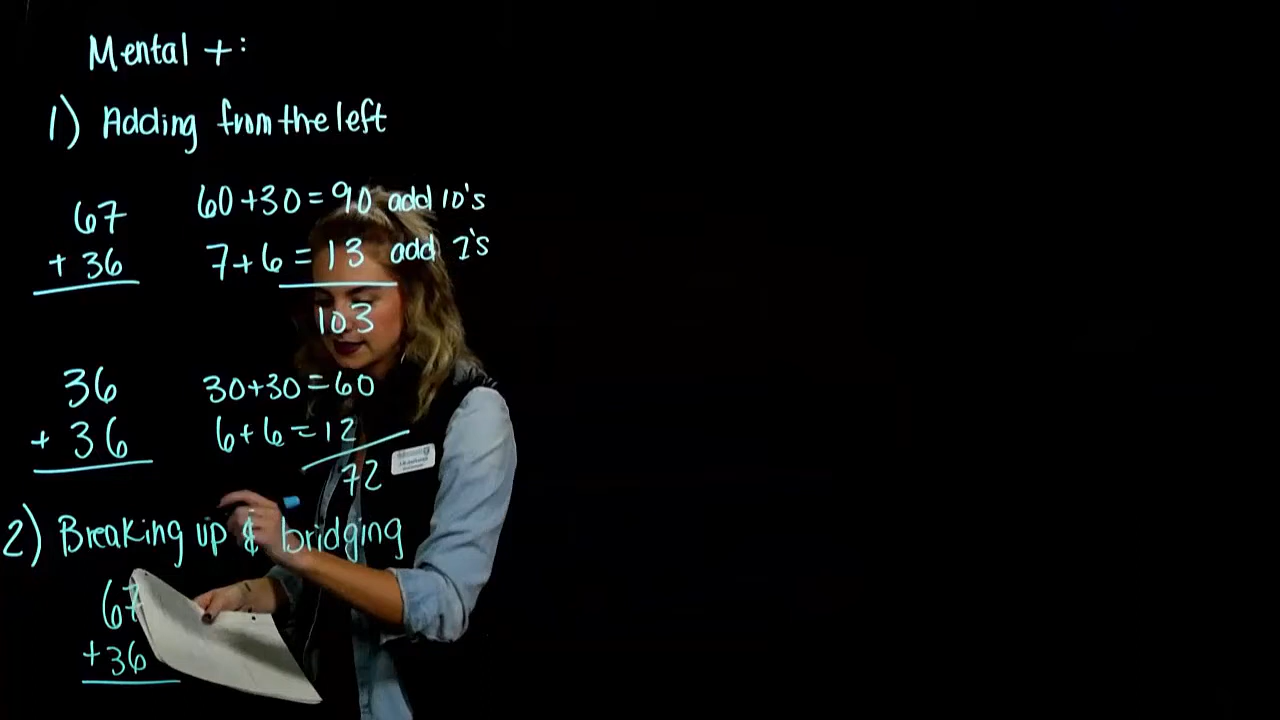 Mental + :
1) Adding from the left
67
+ 36
60+30=90 add 10's
7+6=13 add 1's
103
36
+ 36
30+30=60
6+6=12
72
2) Breaking up & bridging
67
+36